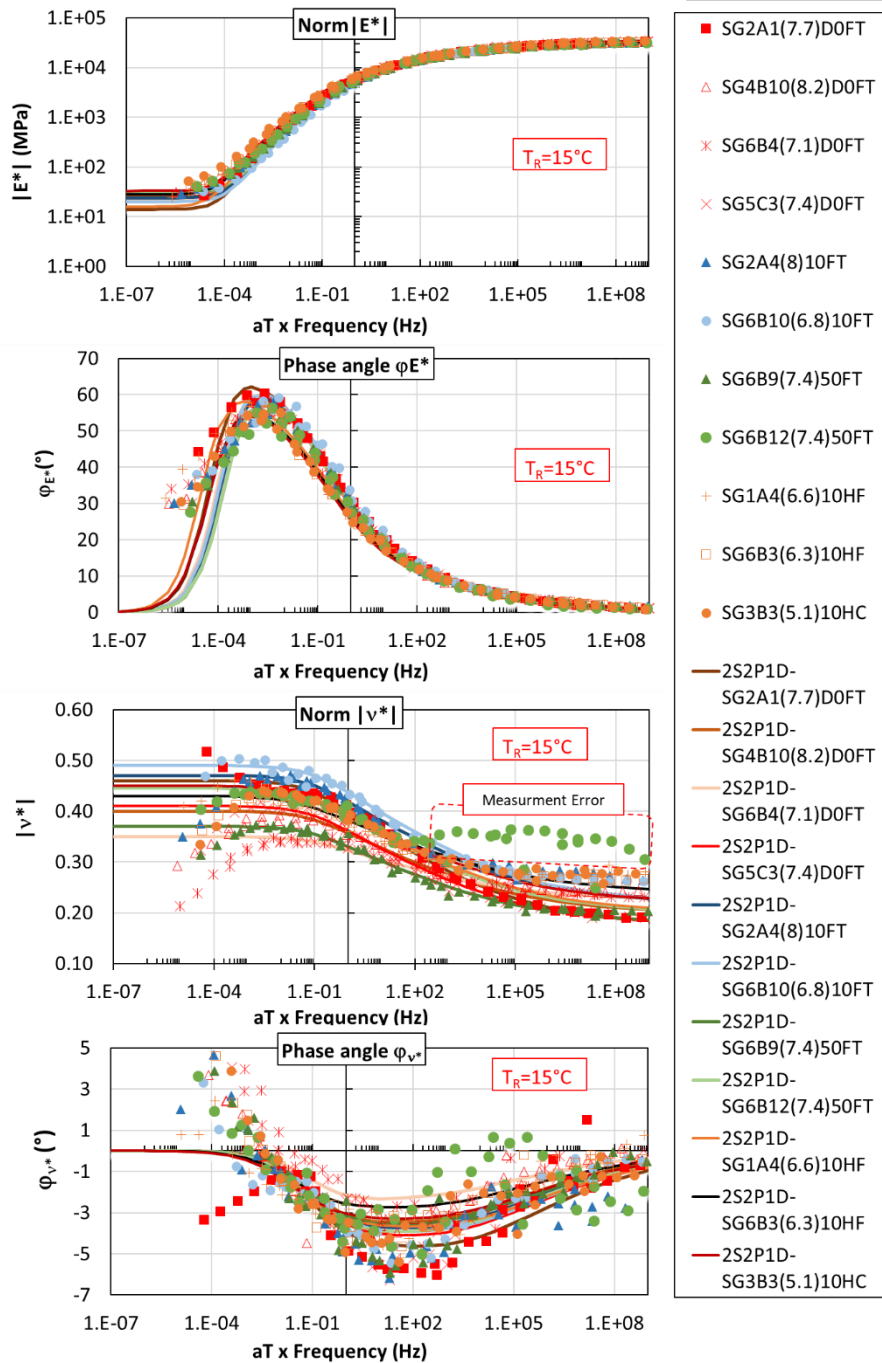 Norm|E*|
1.E+05
1.E+04
1.E+03
1.E+02
1.E+01
1.E+00
|E*| (MPa)
T_R=15°C
1.E-07 1.E-04 1.E-01 1.E+02 1.E+05 1.E+08
aT x Frequency (Hz)
Phase angle φE*
70
60
50
40
30
20
10
0
φ_E*(°)
T_R=15°C
1.E-07 1.E-04 1.E-01 1.E+02 1.E+05 1.E+08
aT x Frequency (Hz)
Norm |ν*|
0.60
0.50
0.40
0.30
0.20
0.10
|ν*|
T_R=15°C
Measurment Error
1.E-07 1.E-04 1.E-01 1.E+02 1.E+05 1.E+08
aT x Frequency (Hz)
Phase angle φ_ν*
5
3
1
-1
-3
-5
-7
φ_ν* (°)
T_R=15°C
1.E-07 1.E-04 1.E-01 1.E+02 1.E+05 1.E+08
aT x Frequency (Hz)
SG2A1(7.7)D0FT
SG4B10(8.2)D0FT
SG6B4(7.1)D0FT
SG5C3(7.4)D0FT
SG2A4(8)10FT
SG6B10(6.8)10FT
SG6B9(7.4)50FT
SG6B12(7.4)50FT
SG1A4(6.6)10HF
SG6B3(6.3)10HF
SG3B3(5.1)10HC
2S2P1D-
SG2A1(7.7)D0FT
2S2P1D-
SG4B10(8.2)D0FT
2S2P1D-
SG6B4(7.1)D0FT
2S2P1D-
SG5C3(7.4)D0FT
2S2P1D-
SG2A4(8)10FT
2S2P1D-
SG6B10(6.8)10FT
2S2P1D-
SG6B9(7.4)50FT
2S2P1D-
SG6B12(7.4)50FT
2S2P1D-
SG1A4(6.6)10HF
2S2P1D-
SG6B3(6.3)10HF
2S2P1D-
SG3B3(5.1)10HC